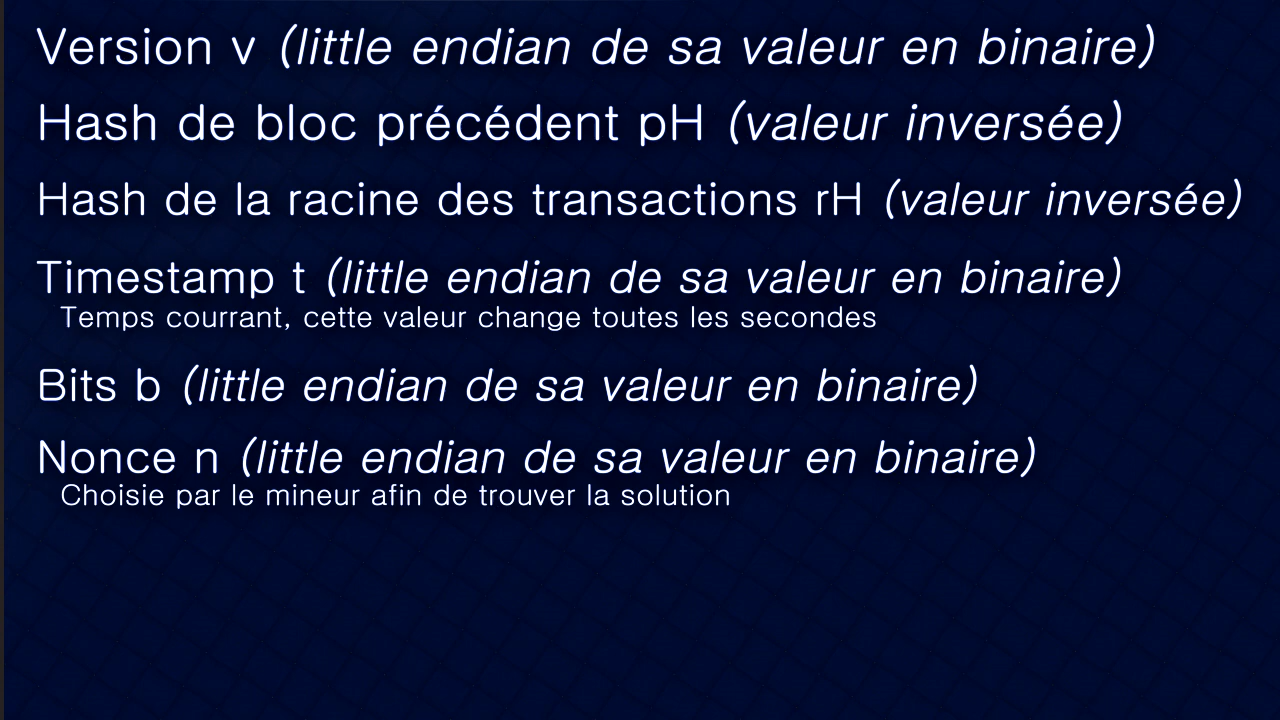 Version v (little endian de sa valeur en binaire)
Hash de bloc précédent pH (valeur inversée)
Hash de la racine des transactions rH (valeur inversée)
Timestamp t (little endian de sa valeur en binaire)
Temps courrant, cette valeur change toutes les secondes
Bits b (little endian de sa valeur en binaire)
Nonce n (little endian de sa valeur en binaire)
Choisie par le mineur afin de trouver la solution